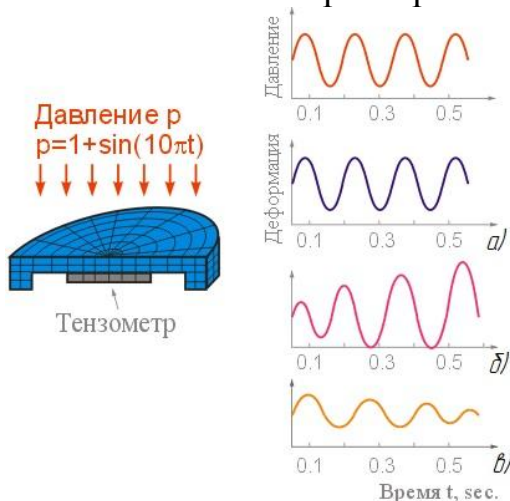 Давление p
p=1+sin(10πt)
Тензометр
Давление
0.1 0.3 0.5
Деформация
0.1 0.3 0.5 а)
0.1 0.3 0.5 б)
0.1 0.3 0.5 в)
Время t, sec.